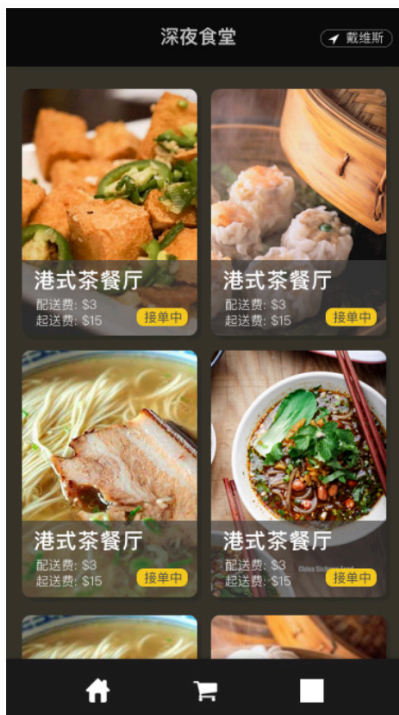 深夜食堂
戴维斯
港式茶餐厅
配送费: $3
起送费: $15
接单中
港式茶餐厅
配送费: $3
起送费: $15
接单中
港式茶餐厅
配送费: $3
起送费: $15
接单中
港式茶餐厅
配送费: $3
起送费: $15
接单中